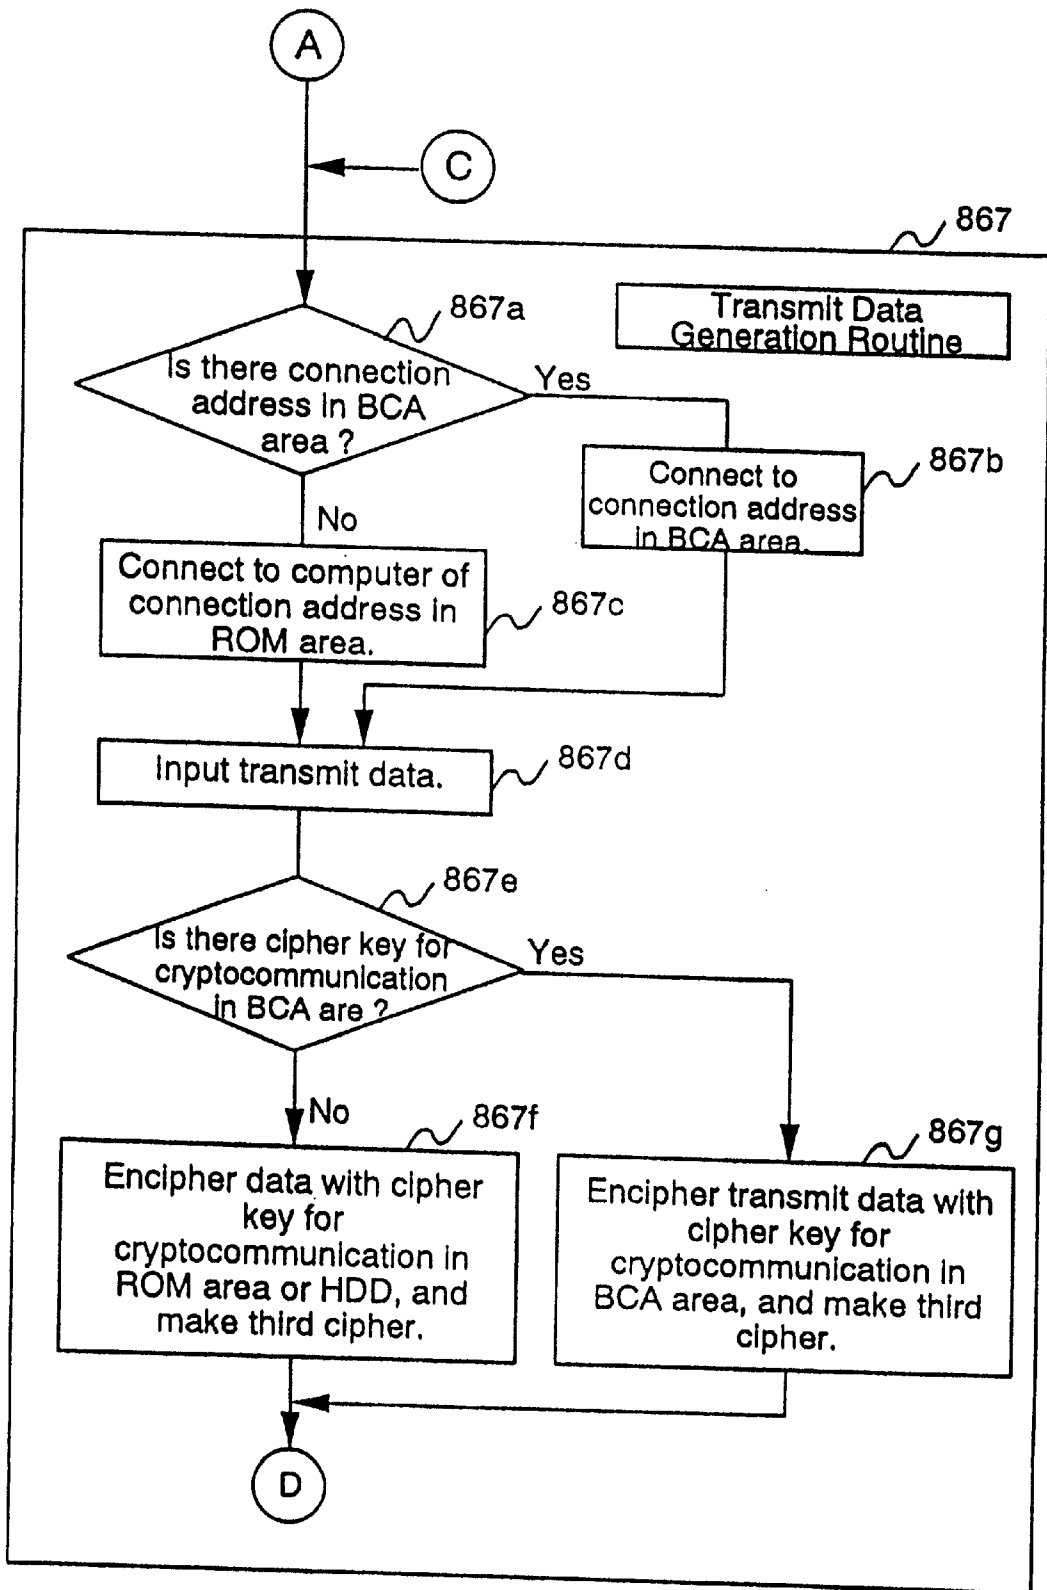 A
C
867
Transmit Data
Generation Routine
867a
Is there connection
address in BCA
area ?
Yes
867b
Connect to
connection address
in BCA area.
No
Connect to computer of
connection address in
ROM area.
867c
Input transmit data.
867d
867e
Is there cipher key for
cryptocommunication
in BCA are ?
Yes
No
867f
Encipher data with cipher
key for
cryptocommunication in
ROM area or HDD, and
make third cipher.
867g
Encipher transmit data with
cipher key for
cryptocommunication in
BCA area, and make third
cipher.
D